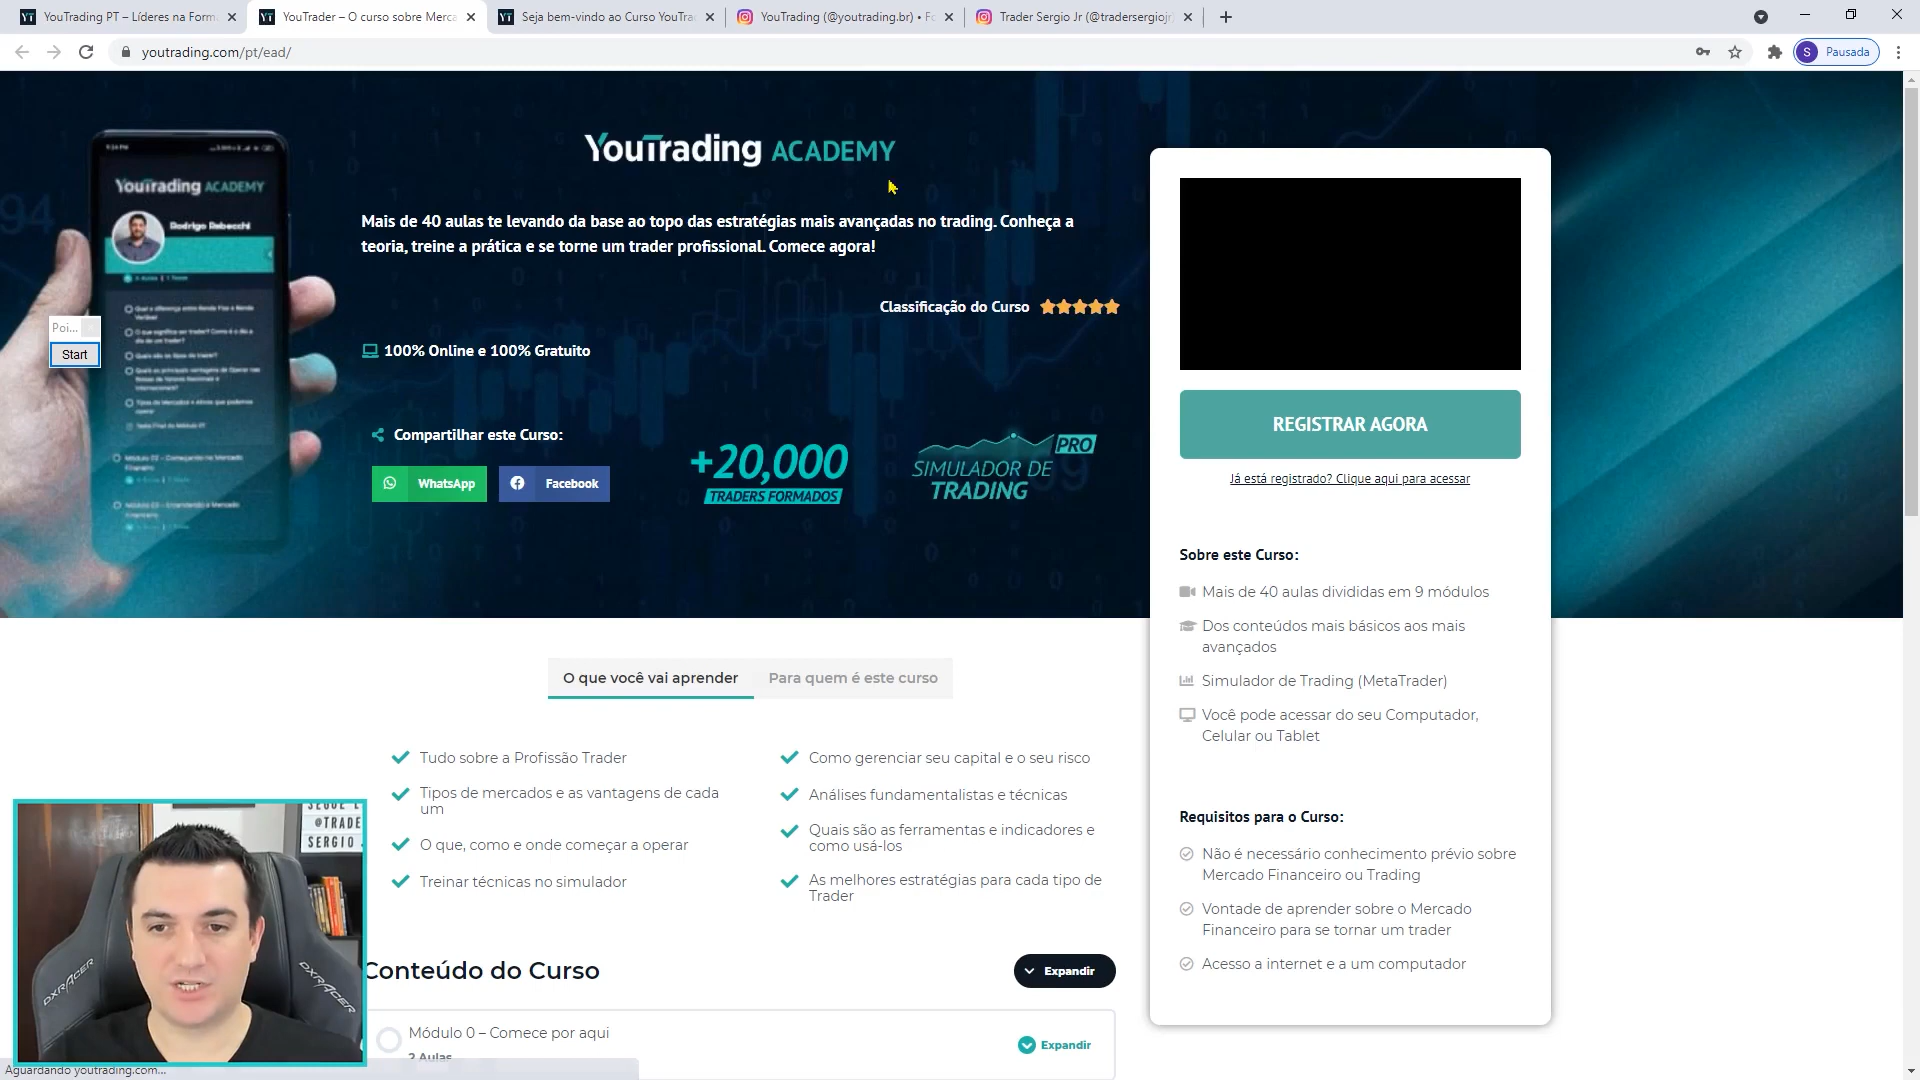 YouTrading PT – Líderes na Form
YouTrader – O curso sobre Merca
Seja bem-vindo ao Curso YouTra
YouTrading (@youtrading.br) • Fo
Trader Sergio Jr (@tradersergiojr
youtrading.com/pt/ead/
S
Pausada
YouTrading ACADEMY
Mais de 40 aulas te levando da base ao topo das estratégias mais avançadas no trading. Conheça a
teoria, treine a prática e se torne um trader profissional. Comece agora!
Classificação do Curso
100% Online e 100% Gratuito
Compartilhar este Curso:
WhatsApp
Facebook
+20,000
TRADERS FORMADOS
PRO
SIMULADOR DE
TRADING
YouTrading ACADEMY
Rodrigo Rebecchi
Poi...
Start
REGISTRAR AGORA
Já está registrado? Clique aqui para acessar
Sobre este Curso:
Mais de 40 aulas divididas em 9 módulos
Dos conteúdos mais básicos aos mais
avançados
Simulador de Trading (MetaTrader)
Você pode acessar do seu Computador,
Celular ou Tablet
Requisitos para o Curso:
Não é necessário conhecimento prévio sobre
Mercado Financeiro ou Trading
Vontade de aprender sobre o Mercado
Financeiro para se tornar um trader
Acesso a internet e a um computador
O que você vai aprender
Para quem é este curso
Tudo sobre a Profissão Trader
Tipos de mercados e as vantagens de cada
um
O que, como e onde começar a operar
Treinar técnicas no simulador
Como gerenciar seu capital e o seu risco
Análises fundamentalistas e técnicas
Quais são as ferramentas e indicadores e
como usá-los
As melhores estratégias para cada tipo de
Trader
Conteúdo do Curso
Expandir
Módulo 0 – Comece por aqui
2 Aulas
Expandir
@TRADE
SERGIO
DXRACER
DXRACER
Aguardando youtrading.com...